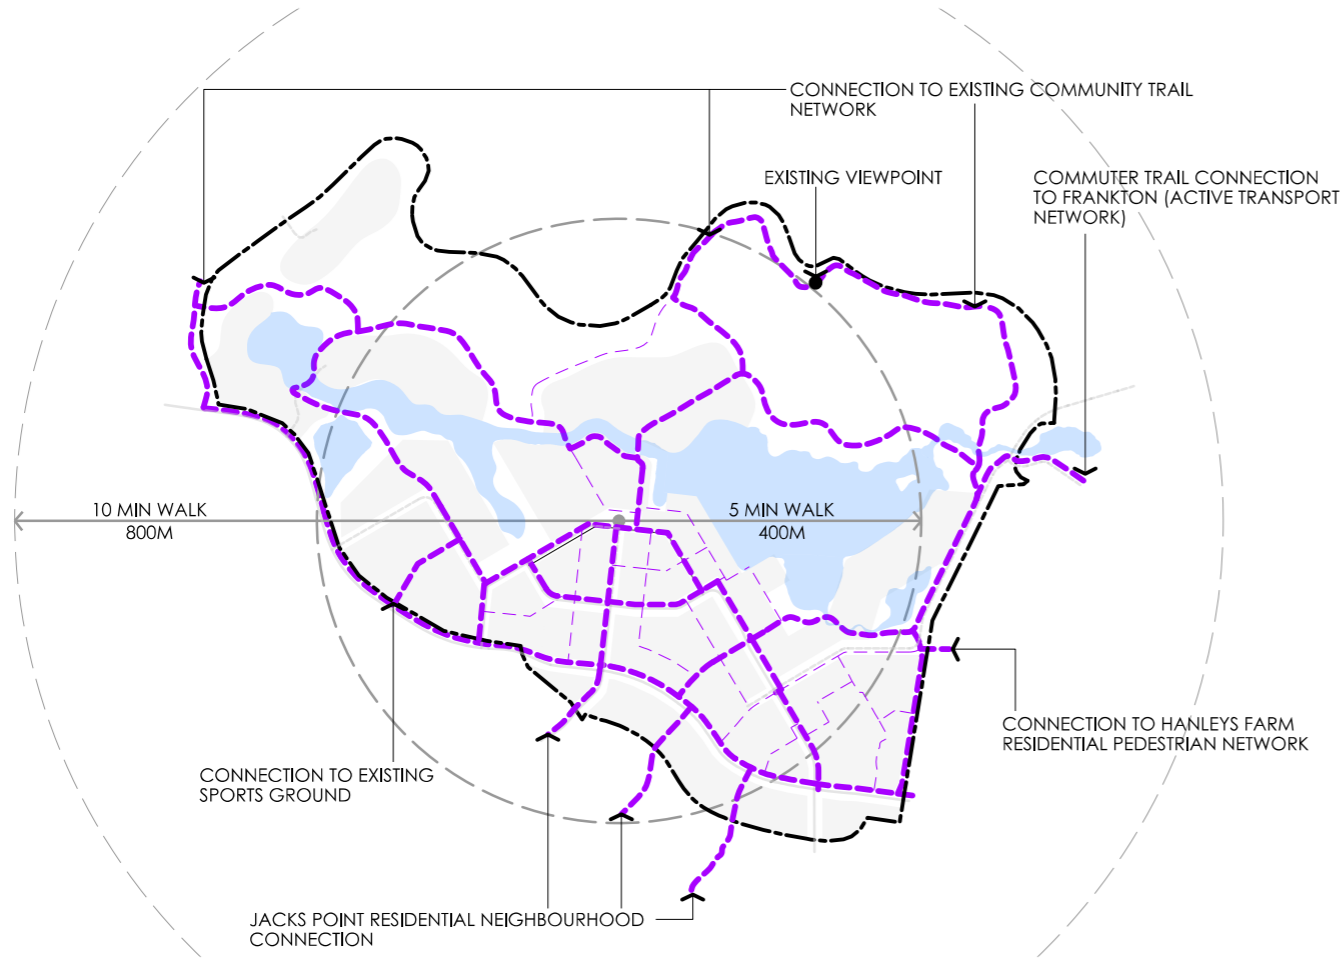 CONNECTION TO EXISTING COMMUNITY TRAIL
NETWORK
EXISTING VIEWPOINT
COMMUTER TRAIL CONNECTION
TO FRANKTON (ACTIVE TRANSPORT
NETWORK)
10 MIN WALK
800M
5 MIN WALK
400M
CONNECTION TO HANLEYS FARM
RESIDENTIAL PEDESTRIAN NETWORK
CONNECTION TO EXISTING
SPORTS GROUND
JACKS POINT RESIDENTIAL NEIGHBOURHOOD
CONNECTION